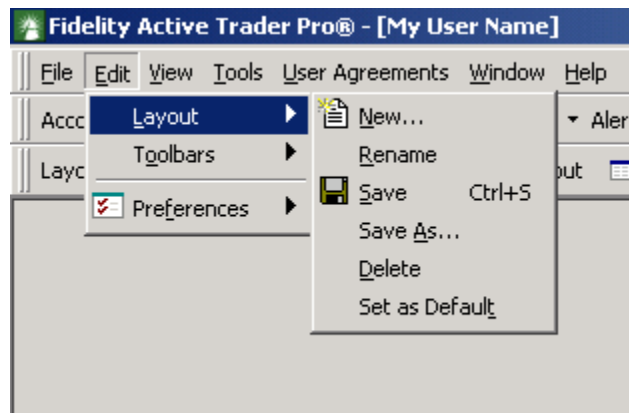 Fidelity Active Trader Pro® - [My User Name]
File Edit View Tools User Agreements Window Help
Layout
Toolbars
Preferences
New...
Rename
Save Ctrl+S
Save As...
Delete
Set as Default